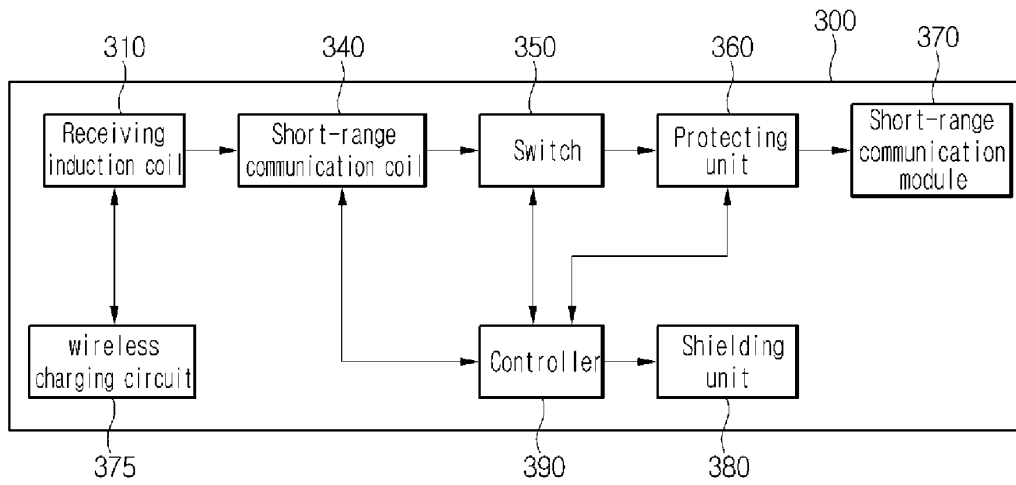 310
340
350
360
300
370
Receiving
induction coil
Short-range
communication coil
Switch
Protecting
unit
Short-range
communication
module
wireless
charging circuit
Controller
Shielding
unit
375
390
380